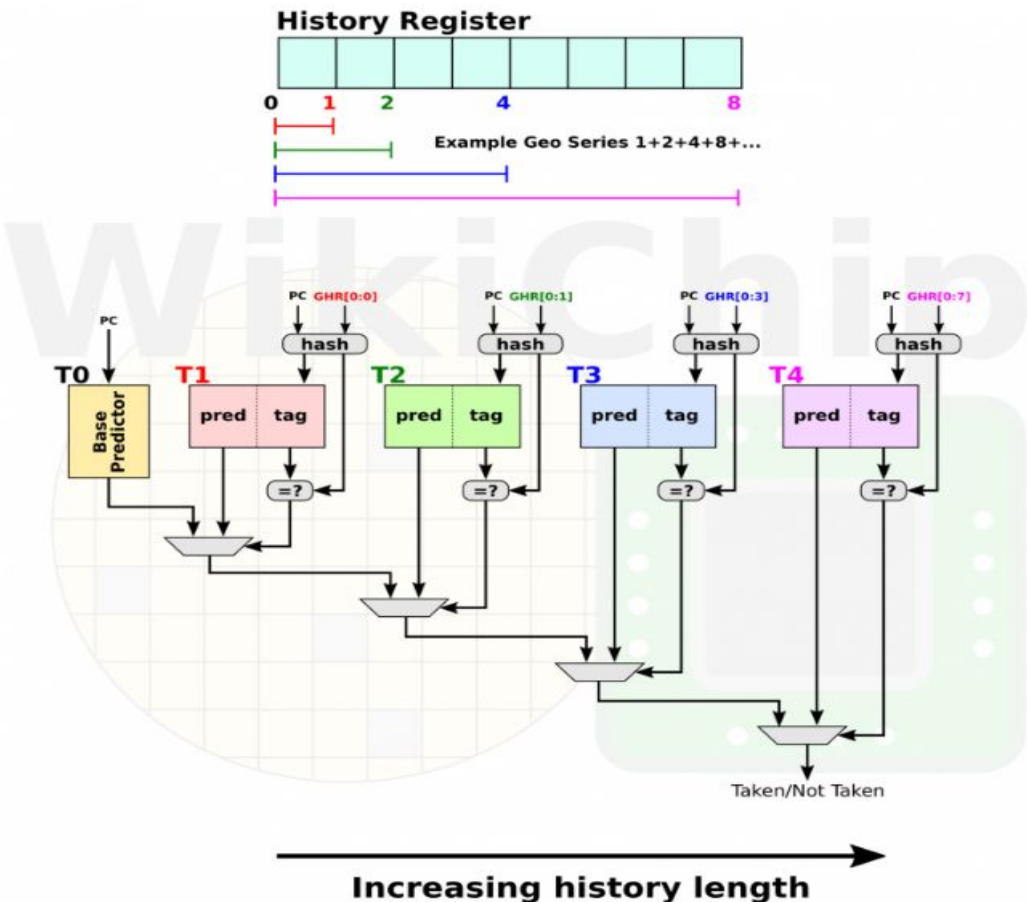 History Register
0 1 2 4 8
Example Geo Series 1+2+4+8+...
WikiChip
PC GHR[0:0] PC GHR[0:1] PC GHR[0:3] PC GHR[0:7]
PC
hash hash hash hash
T0 T1 T2 T3 T4
Base
Predictor
pred tag pred tag pred tag pred tag
=? =? =? =?
Taken/Not Taken
Increasing history length